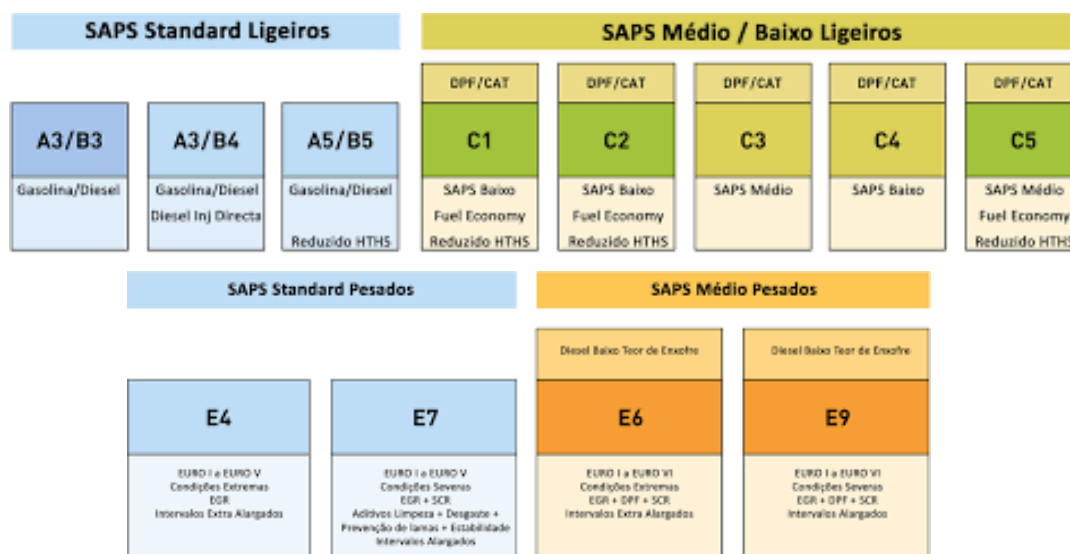 SAPS Standard Ligeiros
SAPS Médio / Baixo Ligeiros
DPF/CAT
DPF/CAT
DPF/CAT
DPF/CAT
DPF/CAT
A3/B3
A3/B4
A5/B5
C1
C2
C3
C4
C5
Gasolina/Diesel
Gasolina/Diesel
Diesel Inj Directa
Gasolina/Diesel
Reduzido HTHS
SAPS Baixo
Fuel Economy
Reduzido HTHS
SAPS Baixo
Fuel Economy
Reduzido HTHS
SAPS Médio
SAPS Baixo
SAPS Médio
Fuel Economy
Reduzido HTHS
SAPS Standard Pesados
SAPS Médio Pesados
Diesel Baixo Teor de Enxofre
Diesel Baixo Teor de Enxofre
E4
E7
E6
E9
EURO I a EURO V
Condições Extremas
EGR
Intervalos Extra Alargados
EURO I a EURO V
Condições Severas
EGR + SCR
Aditivos Limpeza + Desgaste +
Prevenção de lamas + Estabilidade
Intervalos Alargados
EURO I a EURO VI
Condições Extremas
EGR + DPF + SCR
Intervalos Extra Alargados
EURO I a EURO VI
Condições Severas
EGR + DPF + SCR
Intervalos Alargados